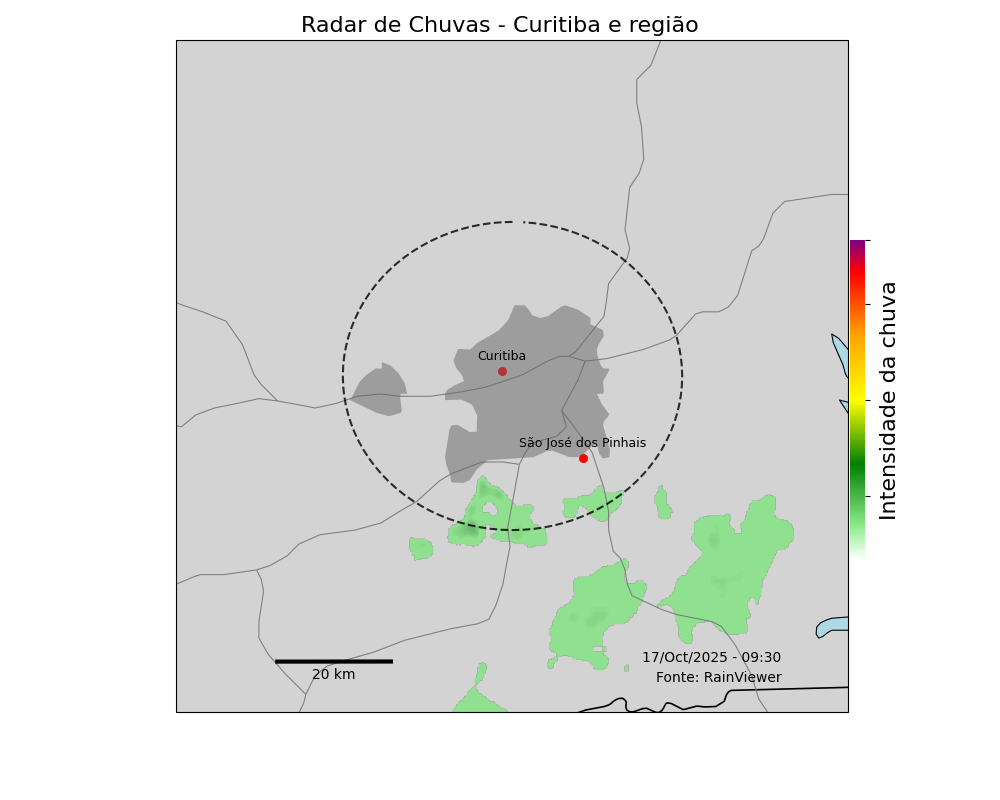 Radar de Chuvas - Curitiba e região
Curitiba
São José dos Pinhais
Intensidade da chuva
17/Oct/2025 - 09:30
20 km
Fonte: RainViewer